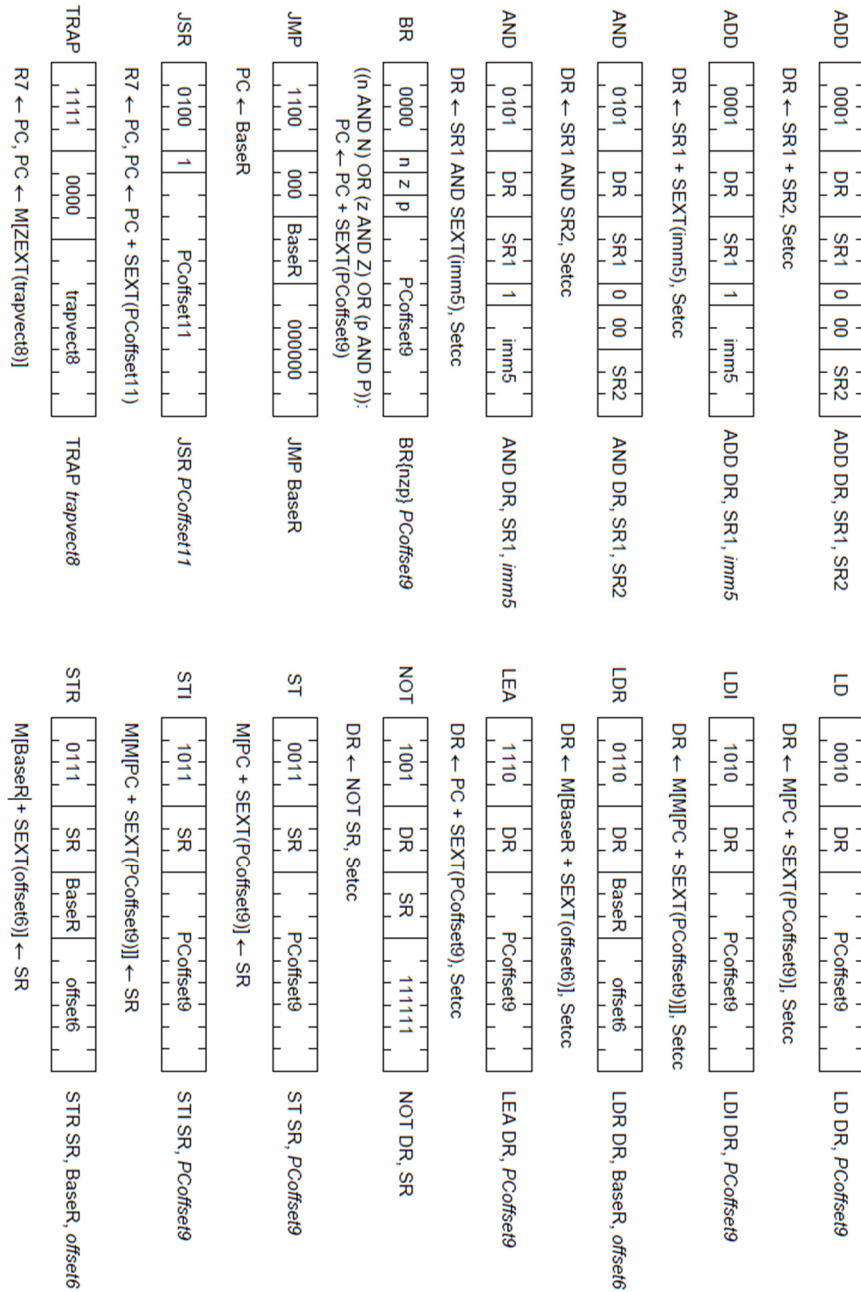 ADD 0001 DR SR1 0 00 SR2 ADD DR, SR1, SR2
DR ← SR1 + SR2, Setcc
ADD 0001 DR SR1 1 imm5 ADD DR, SR1, imm5
DR ← SR1 + SEXT(imm5), Setcc
AND 0101 DR SR1 0 00 SR2 AND DR, SR1, SR2
DR ← SR1 AND SR2, Setcc
AND 0101 DR SR1 1 imm5 AND DR, SR1, imm5
DR ← SR1 AND SEXT(imm5), Setcc
BR 0000 n z p PCoffset9 BR{nzp} PCoffset9
((n AND N) OR (z AND Z) OR (p AND P)):
PC ← PC + SEXT(PCoffset9)
JMP 1100 000 BaseR 000000 JMP BaseR
PC ← BaseR
JSR 0100 1 PCoffset11 JSR PCoffset11
R7 ← PC, PC ← PC + SEXT(PCoffset11)
TRAP 1111 0000 trapvect8 TRAP trapvect8
R7 ← PC, PC ← M[ZEXT(trapvect8)]
LD 0010 DR PCoffset9 LD DR, PCoffset9
DR ← M[PC + SEXT(PCoffset9)], Setcc
LDI 1010 DR PCoffset9 LDI DR, PCoffset9
DR ← M[M[PC + SEXT(PCoffset9)]], Setcc
LDR 0110 DR BaseR offset6 LDR DR, BaseR, offset6
DR ← M[BaseR + SEXT(offset6)], Setcc
LEA 1110 DR PCoffset9 LEA DR, PCoffset9
DR ← PC + SEXT(PCoffset9), Setcc
NOT 1001 DR SR 111111 NOT DR, SR
DR ← NOT SR, Setcc
ST 0011 SR PCoffset9 ST SR, PCoffset9
M[PC + SEXT(PCoffset9)] ← SR
STI 1011 SR PCoffset9 STI SR, PCoffset9
M[M[PC + SEXT(PCoffset9)]] ← SR
STR 0111 SR BaseR offset6 STR SR, BaseR, offset6
M[BaseR] + SEXT(offset6)] ← SR